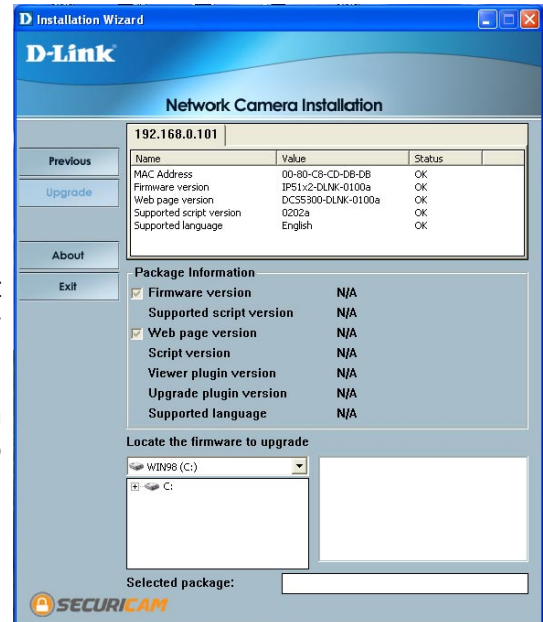 D Installation Wizard
D-Link
Network Camera Installation
192.168.0.101
Previous
Upgrade
About
Exit
Name Value Status
MAC Address 00-80-C8-CD-DB-DB OK
Firmware version IP51x2-DLNK-0100a OK
Web page version DCS5300-DLNK-0100a OK
Supported script version 0202a OK
Supported language English OK
Package Information
Firmware version N/A
Supported script version N/A
Web page version N/A
Script version N/A
Viewer plugin version N/A
Upgrade plugin version N/A
Supported language N/A
Locate the firmware to upgrade
WIN98 (C:)
C:
Selected package:
SECURICAM